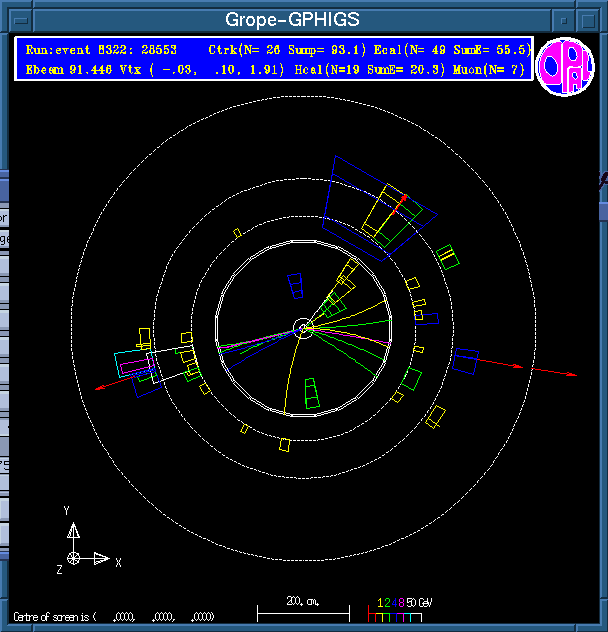 Grope-GPHIGS
Run:event 8322: 28553 Ctrk(N= 26 Sump= 93.1) Ecal(N= 49 SumE= 55.5)
Ebeam 91.446 Vtx ( -.03, .10, 1.91) Hcal(N=19 SumE= 20.3) Muon(N= 7)
OPAL
Y
X
Z
200. cm.
1 2 4 8 50 GeV
Centre of screen is ( .0000, .0000, .0000)